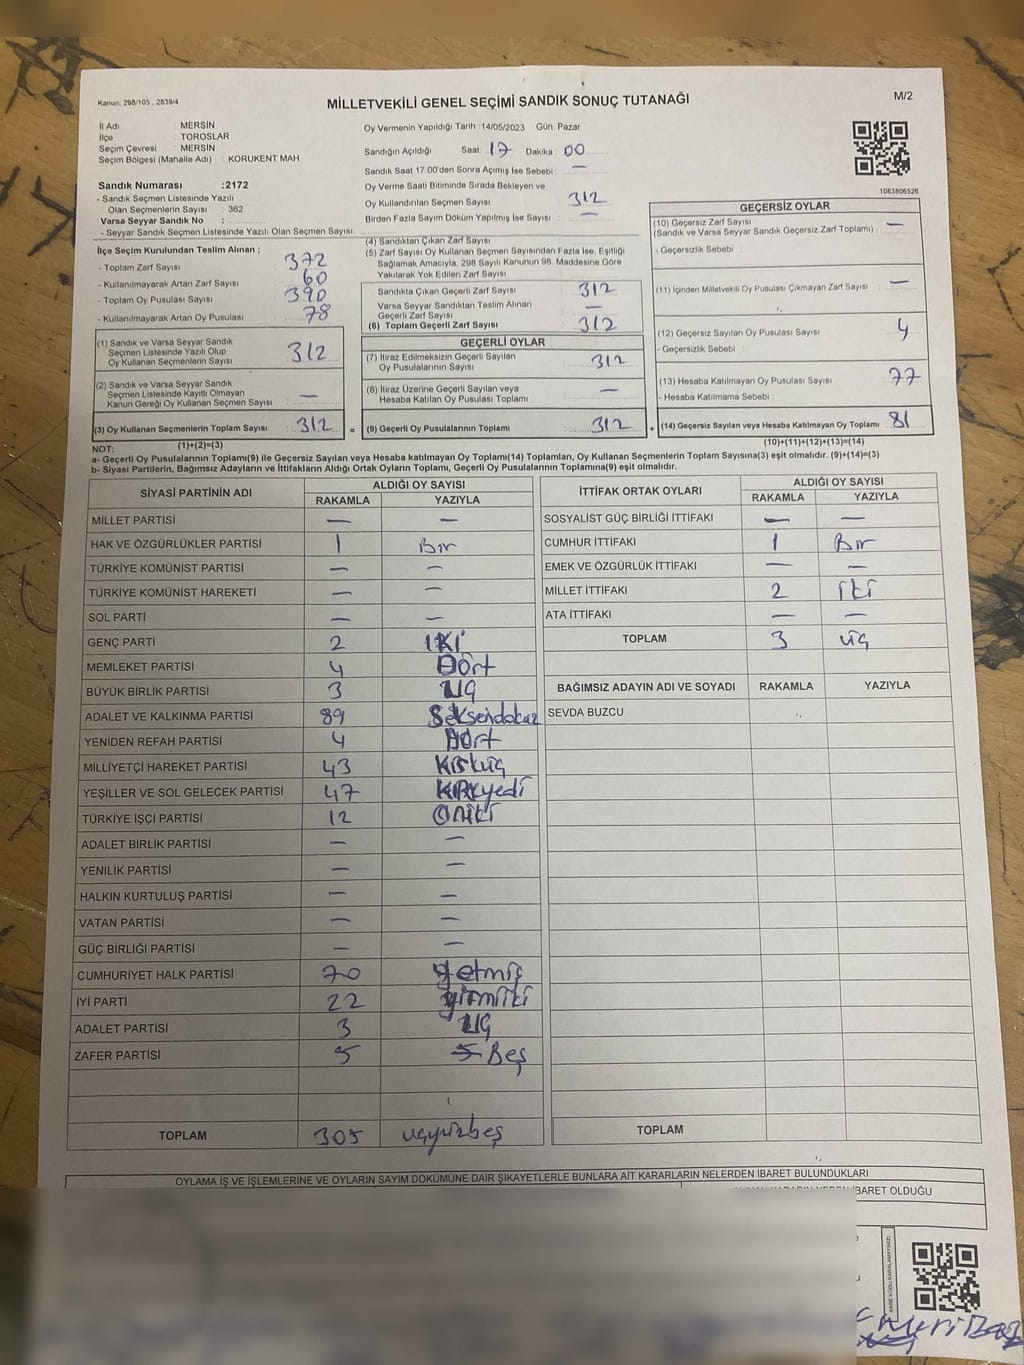 Kanun: 298/105 , 2839/4
MİLLETVEKİLİ GENEL SEÇİMİ SANDIK SONUÇ TUTANAĞI
M/2
İl Adı : MERSİN
İlçe : TOROSLAR
Seçim Çevresi : MERSİN
Seçim Bölgesi (Mahalle Adı) : KORUKENT MAH
Sandık Numarası :2172
- Sandık Seçmen Listesinde Yazılı
Olan Seçmenlerin Sayısı : 362
Varsa Seyyar Sandık No :
- Seyyar Sandık Seçmen Listesinde Yazılı Olan Seçmen Sayısı
Oy Vermenin Yapıldığı Tarih :14/05/2023 Gün: Pazar
Sandığın Açıldığı Saat: 17 Dakika: 00
Sandık Saat 17.00'den Sonra Açımış İse Sebebi : —
Oy Verme Saati Bitiminde Sırada Bekleyen ve
Oy Kullandırılan Seçmen Sayısı : 312
Birden Fazla Sayım Döküm Yapılmış İse Sayısı : —
1083806526
İlçe Seçim Kurulundan Teslim Alınan ;
- Toplam Zarf Sayısı : 372
- Kullanılmayarak Artan Zarf Sayısı : 60
- Toplam Oy Pusulası Sayısı : 390
- Kullanılmayarak Artan Oy Pusulası : 78
(1) Sandık ve Varsa Seyyar Sandık
Seçmen Listesinde Yazılı Olup
Oy Kullanan Seçmenlerin Sayısı : 312
(2) Sandık ve Varsa Seyyar Sandık
Seçmen Listesinde Kayıtlı Olmayan
Kanun Gereği Oy Kullanan Seçmen Sayısı : —
(3) Oy Kullanan Seçmenlerin Toplam Sayısı : 312 =
(1)+(2)=(3)
(4) Sandıktan Çıkan Zarf Sayısı
(5) Zarf Sayısı Oy Kullanan Seçmen Sayısından Fazla İse, Eşitliği
Sağlamak Amacıyla, 298 Sayılı Kanunun 98. Maddesine Göre
Yakılarak Yok Edilen Zarf Sayısı :
Sandıkta Çıkan Geçerli Zarf Sayısı : 312
Varsa Seyyar Sandıktan Teslim Alınan
Geçerli Zarf Sayısı : —
(6) Toplam Geçerli Zarf Sayısı : 312
GEÇERLİ OYLAR
(7) İtiraz Edilmeksizin Geçerli Sayılan
Oy Pusulalarının Sayısı : 312
(8) İtiraz Üzerine Geçerli Sayılan veya
Hesaba Katılan Oy Pusulası Toplamı : —
(9) Geçerli Oy Pusulalarının Toplamı : 312 +
GEÇERSİZ OYLAR
(10) Geçersiz Zarf Sayısı
(Sandık ve Varsa Seyyar Sandık Geçersiz Zarf Toplamı) : —
- Geçersizlik Sebebi :
(11) İçinden Milletvekili Oy Pusulası Çıkmayan Zarf Sayısı : —
(12) Geçersiz Sayılan Oy Pusulası Sayısı : 4
- Geçersizlik Sebebi :
(13) Hesaba Katılmayan Oy Pusulası Sayısı : 77
- Hesaba Katılmama Sebebi :
(14) Geçersiz Sayılan veya Hesaba Katılmayan Oy Toplamı : 81
(10)+(11)+(12)+(13)=(14)
NOT:
a- Geçerli Oy Pusulalarının Toplamı(9) ile Geçersiz Sayılan veya Hesaba katılmayan Oy Toplamı(14) Toplamları, Oy Kullanan Seçmenlerin Toplam Sayısına(3) eşit olmalıdır. (9)+(14)=(3)
b- Siyasi Partilerin, Bağımsız Adayların ve İttifakların Aldığı Ortak Oyların Toplamı, Geçerli Oy Pusulalarının Toplamına(9) eşit olmalıdır.
SİYASİ PARTİNİN ADI ALDIĞI OY SAYISI
RAKAMLA YAZIYLA
MİLLET PARTİSİ — —
HAK VE ÖZGÜRLÜKLER PARTİSİ 1 Bir
TÜRKİYE KOMÜNİST PARTİSİ — —
TÜRKİYE KOMÜNİST HAREKETİ — —
SOL PARTİ — —
GENÇ PARTİ 2 İKİ
MEMLEKET PARTİSİ 4 Dört
BÜYÜK BİRLİK PARTİSİ 3 Üç
ADALET VE KALKINMA PARTİSİ 89 Seksendokuz
YENİDEN REFAH PARTİSİ 4 Dört
MİLLİYETÇİ HAREKET PARTİSİ 43 Kırküç
YEŞİLLER VE SOL GELECEK PARTİSİ 47 Kırkyedi
TÜRKİYE İŞÇİ PARTİSİ 12 Oniki
ADALET BİRLİK PARTİSİ — —
YENİLİK PARTİSİ — —
HALKIN KURTULUŞ PARTİSİ — —
VATAN PARTİSİ — —
GÜÇ BİRLİĞİ PARTİSİ — —
CUMHURİYET HALK PARTİSİ 70 yetmiş
İYİ PARTİ 22 yirmiiki
ADALET PARTİSİ 3 Üç
ZAFER PARTİSİ 5 5 Beş
TOPLAM 305 üçyüzbeş
İTTİFAK ORTAK OYLARI ALDIĞI OY SAYISI
RAKAMLA YAZIYLA
SOSYALİST GÜÇ BİRLİĞİ İTTİFAKI — —
CUMHUR İTTİFAKI 1 Bir
EMEK VE ÖZGÜRLÜK İTTİFAKI — —
MİLLET İTTİFAKI 2 iki
ATA İTTİFAKI — —
TOPLAM 3 üç
BAĞIMSIZ ADAYIN ADI VE SOYADI RAKAMLA YAZIYLA
SEVDA BUZCU
TOPLAM
OYLAMA İŞ VE İŞLEMLERİNE VE OYLARIN SAYIM DÖKÜMÜNE DAİR ŞİKAYETLERLE BUNLARA AİT KARARLARIN NELERDEN İBARET BULUNDUKLARI
İBARET OLDUĞU
KARE KODU KARALAMAYINIZ!